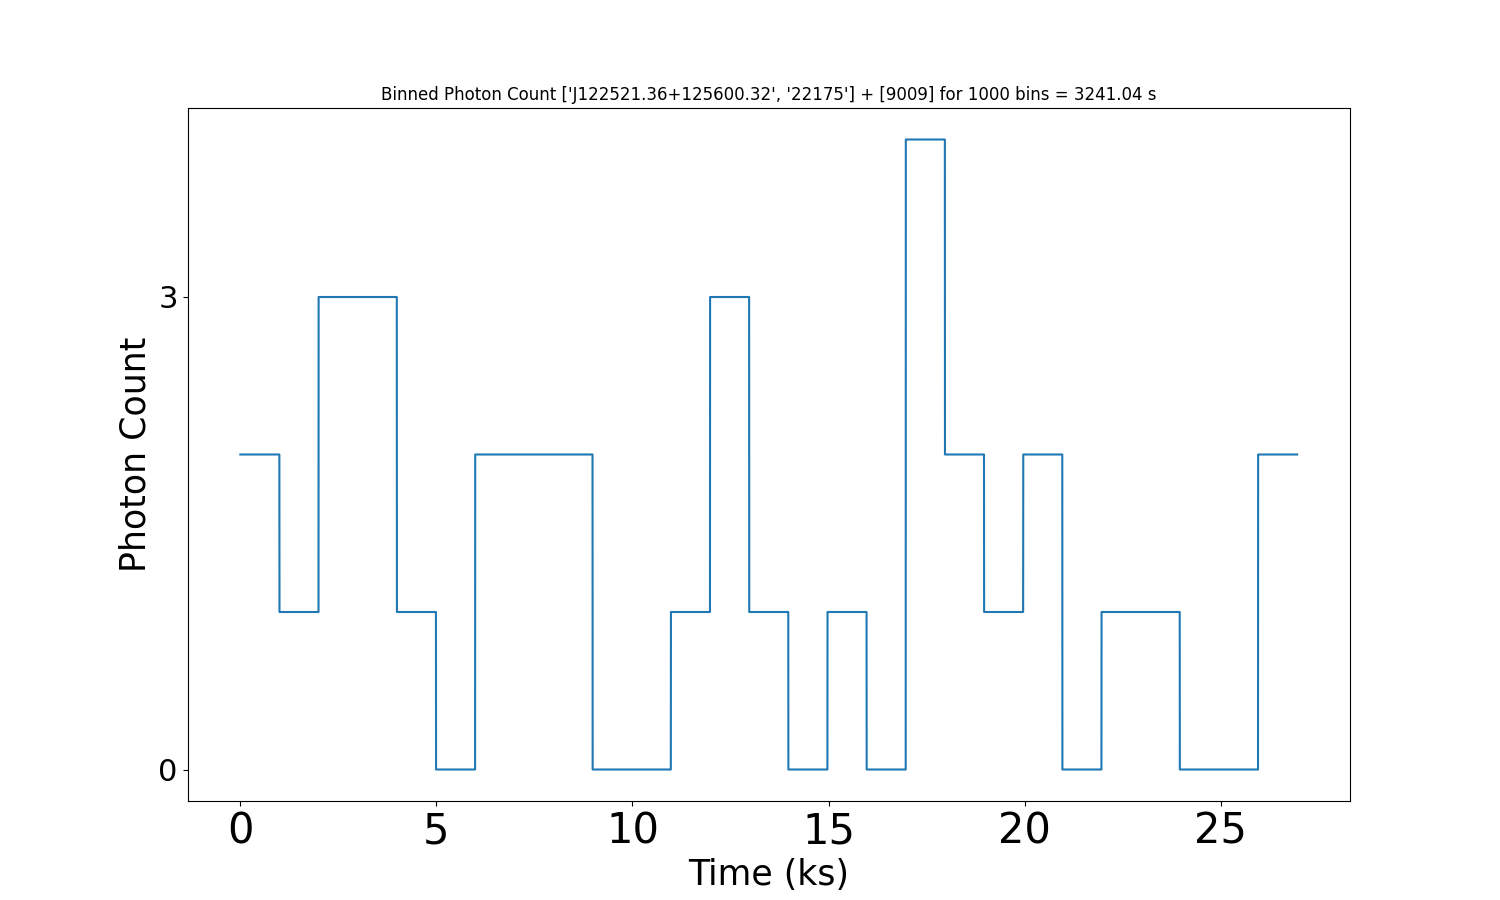 Binned Photon Count ['J122521.36+125600.32', '22175'] + [9009] for 1000 bins = 3241.04 s
3
Photon Count
0
0 5 10 15 20 25
Time (ks)